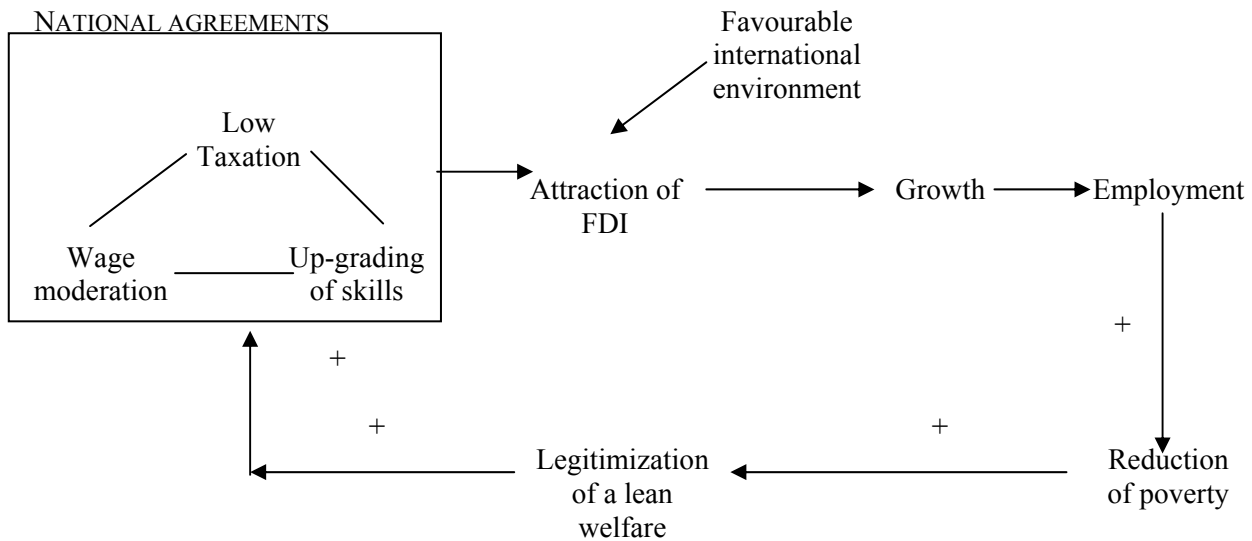 NATIONAL AGREEMENTS
Favourable
international
environment
Low
Taxation
Wage
moderation
Up-grading
of skills
Attraction of
FDI
Growth
Employment
+
+
+
+
Legitimization
of a lean
welfare
Reduction
of poverty